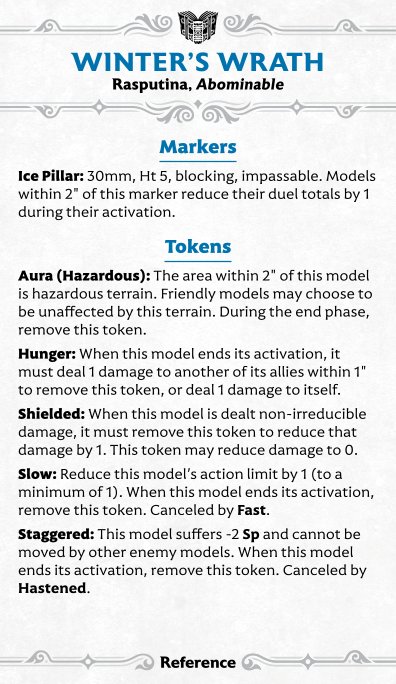 WINTER'S WRATH
Rasputina, Abominable
Markers
Ice Pillar: 30mm, Ht 5, blocking, impassable. Models
within 2" of this marker reduce their duel totals by 1
during their activation.
Tokens
Aura (Hazardous): The area within 2" of this model
is hazardous terrain. Friendly models may choose to
be unaffected by this terrain. During the end phase,
remove this token.
Hunger: When this model ends its activation, it
must deal 1 damage to another of its allies within 1"
to remove this token, or deal 1 damage to itself.
Shielded: When this model is dealt non-irreducible
damage, it must remove this token to reduce that
damage by 1. This token may reduce damage to 0.
Slow: Reduce this model's action limit by 1 (to a
minimum of 1). When this model ends its activation,
remove this token. Canceled by Fast.
Staggered: This model suffers -2 Sp and cannot be
moved by other enemy models. When this model
ends its activation, remove this token. Canceled by
Hastened.
Reference